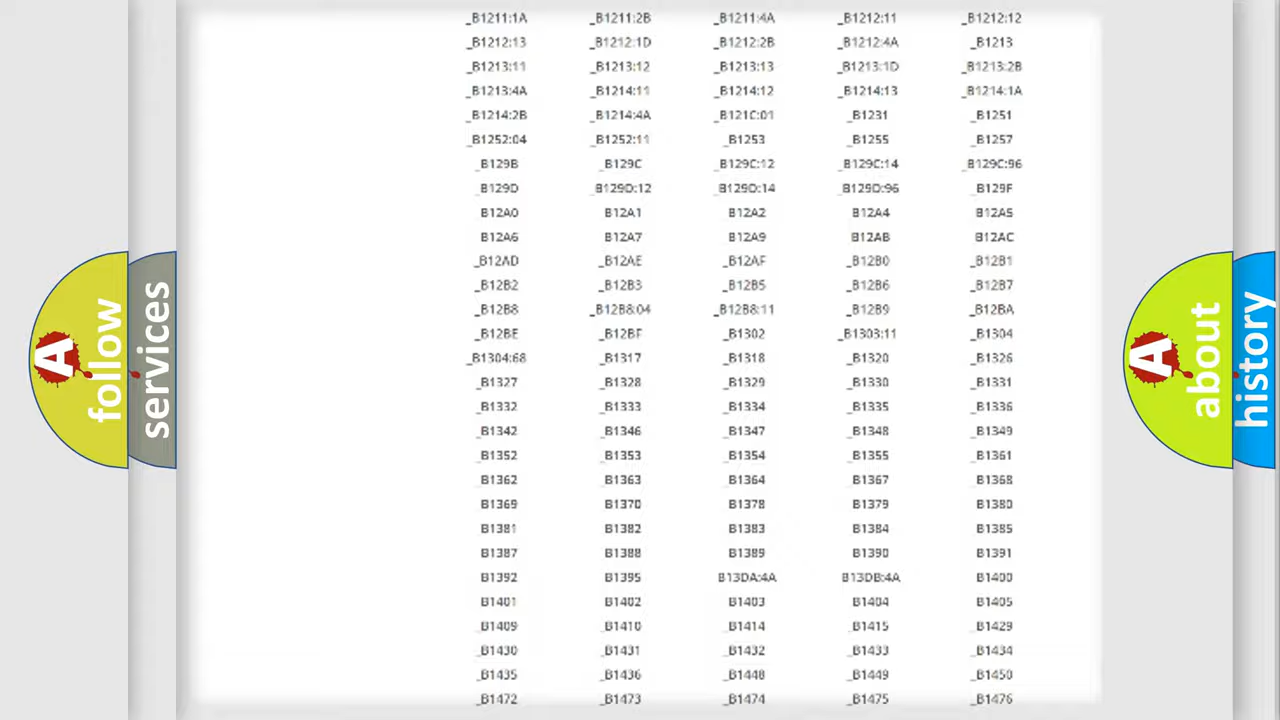 _B1211:1A _B1211:2B _B1211:4A _B1212:11 _B1212:12
_B1212:13 _B1212:1D _B1212:2B _B1212:4A _B1213
_B1213:11 _B1213:12 _B1213:13 _B1213:1D _B1213:2B
_B1213:4A _B1214:11 _B1214:12 _B1214:13 _B1214:1A
_B1214:2B _B1214:4A _B121C:01 _B1231 _B1251
_B1252:04 _B1252:11 _B1253 _B1255 _B1257
_B129B _B129C _B129C:12 _B129C:14 _B129C:96
_B129D B129D:12 _B129D:14 _B129D:96 _B129F
B12A0 B12A1 B12A2 B12A4 B12A5
B12A6 B12A7 B12A9 B12AB B12AC
_B12AD _B12AE _B12AF _B12B0 _B12B1
_B12B2 _B12B3 _B12B5 _B12B6 _B12B7
_B12B8 _B12B8:04 _B12B8:11 _B12B9 _B12BA
_B12BE _B12BF _B1302 _B1303:11 _B1304
_B1304:68 _B1317 _B1318 _B1320 _B1326
_B1327 _B1328 _B1329 _B1330 _B1331
_B1332 _B1333 _B1334 _B1335 _B1336
_B1342 _B1346 _B1347 _B1348 _B1349
_B1352 _B1353 _B1354 _B1355 _B1361
_B1362 _B1363 _B1364 _B1367 _B1368
B1369 B1370 B1378 B1379 B1380
B1381 B1382 B1383 B1384 B1385
B1387 B1388 B1389 B1390 B1391
B1392 B1395 B13DA:4A B13DB:4A B1400
B1401 B1402 B1403 B1404 B1405
_B1409 _B1410 _B1414 _B1415 _B1429
_B1430 _B1431 _B1432 _B1433 _B1434
_B1435 _B1436 _B1448 _B1449 _B1450
_B1472 _B1473 _B1474 _B1475 _B1476
A follow
services
A about
history